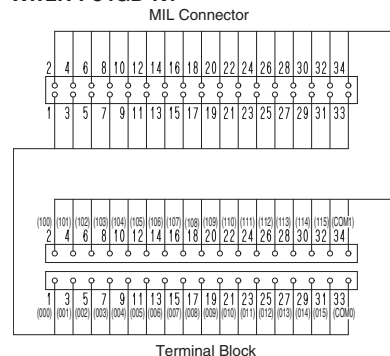 MIL Connector
2 4 6 8 10 12 14 16 18 20 22 24 26 28 30 32 34
1 3 5 7 9 11 13 15 17 19 21 23 25 27 29 31 33
(100) (101) (102) (103) (104) (105) (106) (107) (108) (109) (110) (111) (112) (113) (114) (115) (COM1)
2 4 6 8 10 12 14 16 18 20 22 24 26 28 30 32 34
1 3 5 7 9 11 13 15 17 19 21 23 25 27 29 31 33
(000) (001) (002) (003) (004) (005) (006) (007) (008) (009) (010) (011) (012) (013) (014) (015) (COM0)
Terminal Block